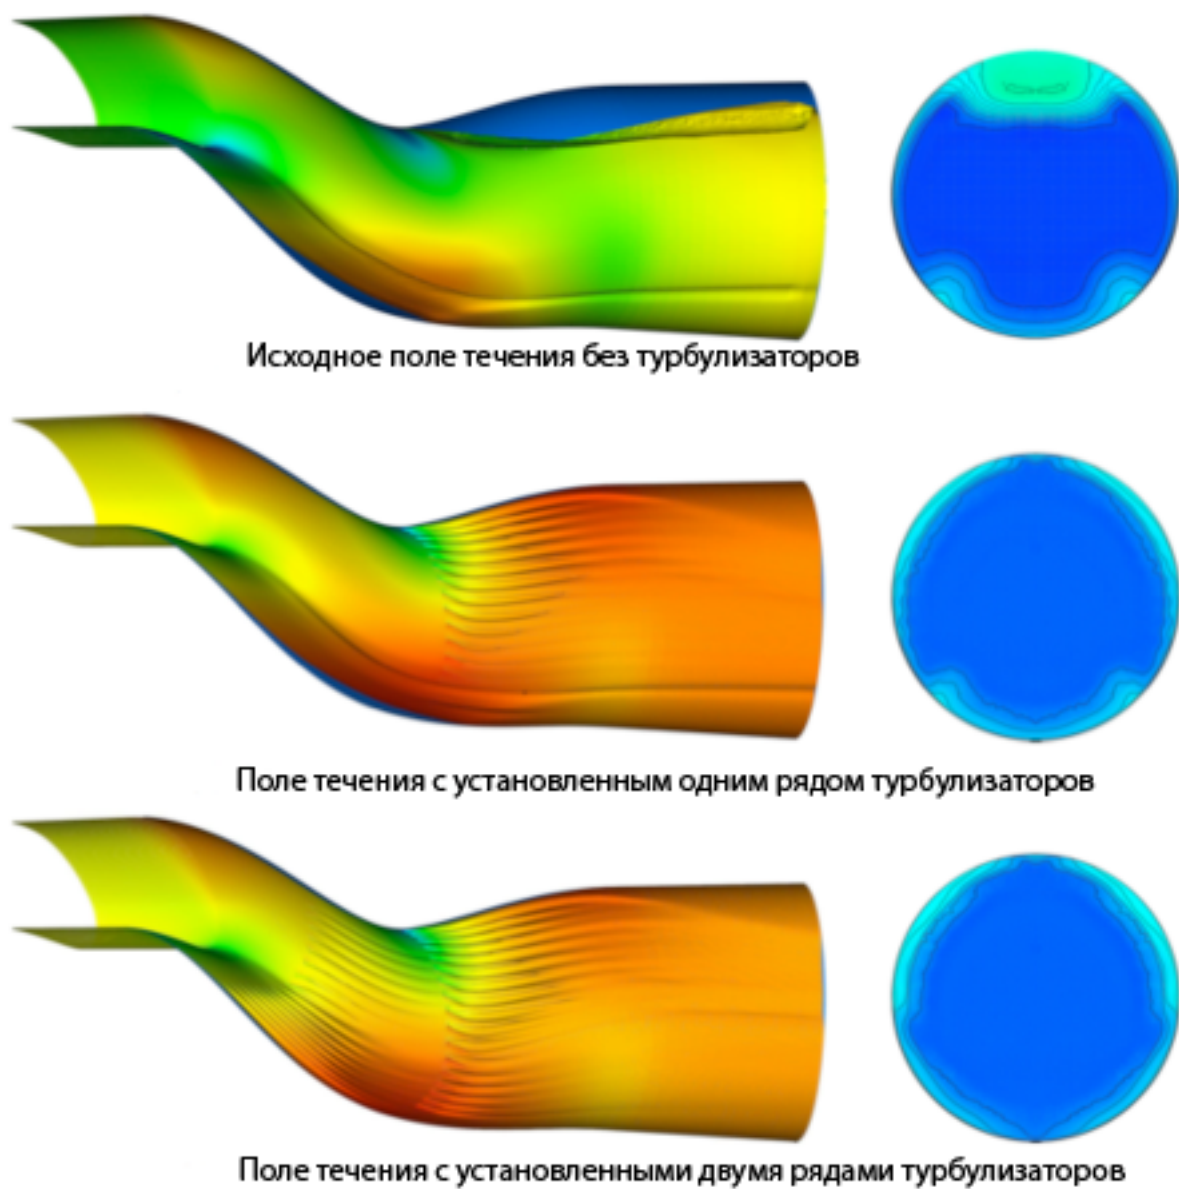 Исходное поле течения без турбулизаторов
Поле течения с установленным одним рядом турбулизаторов
Поле течения с установленными двумя рядами турбулизаторов